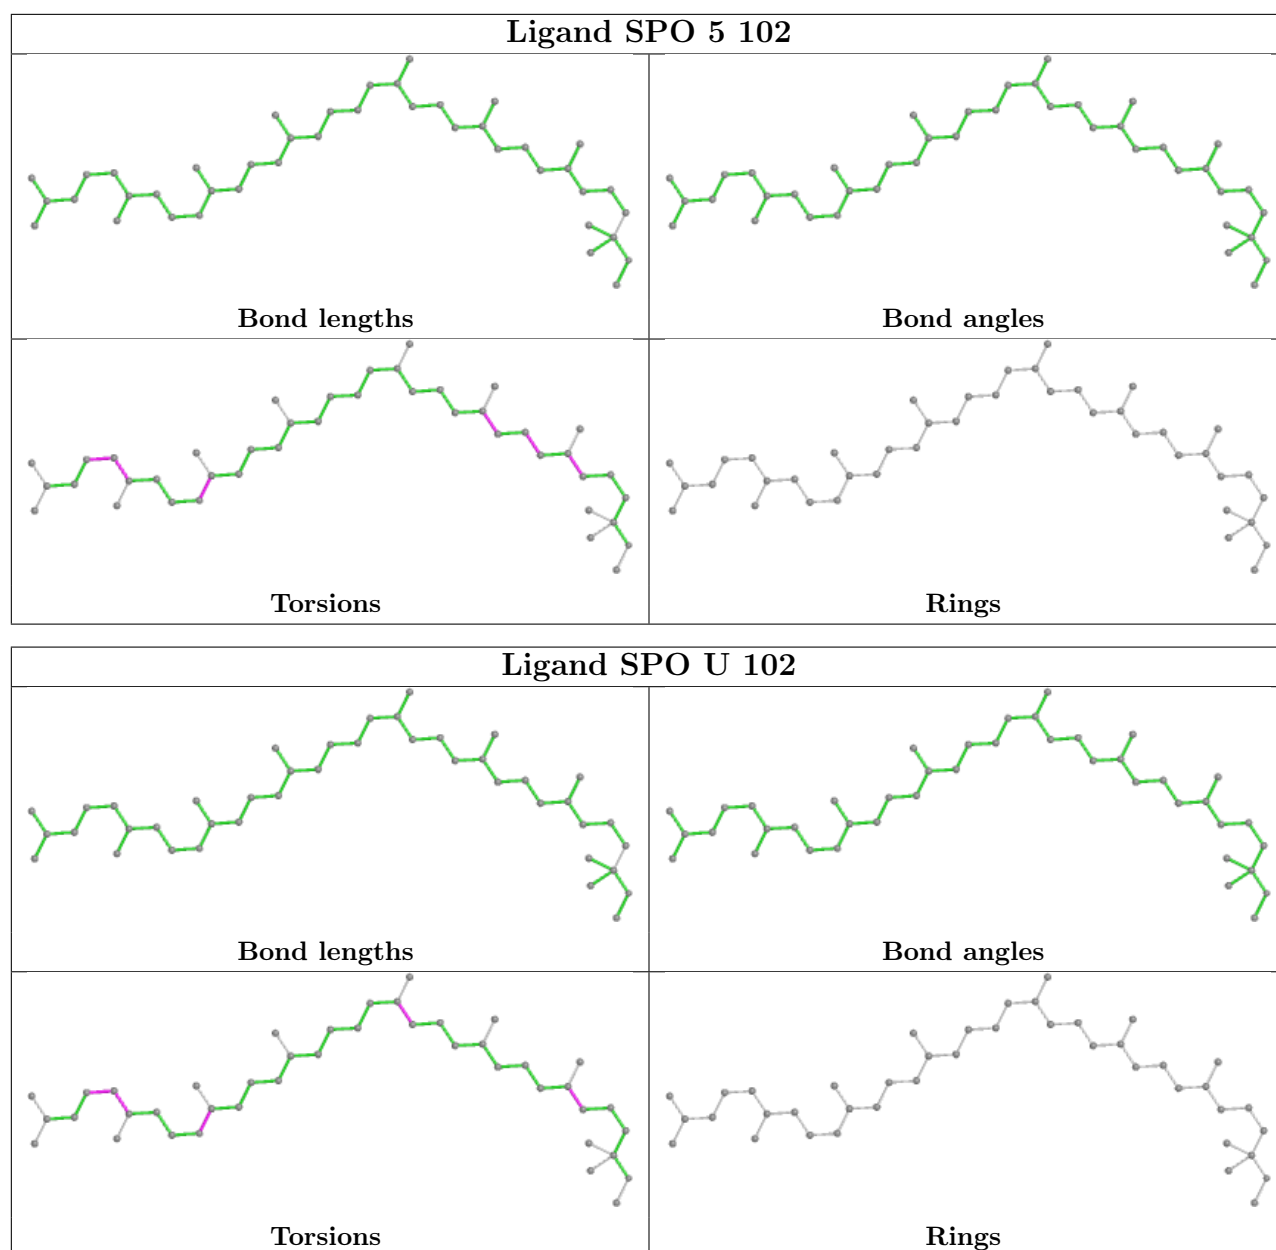 Ligand SPO 5 102
Bond lengths
Bond angles
Torsions
Rings
Ligand SPO U 102
Bond lengths
Bond angles
Torsions
Rings